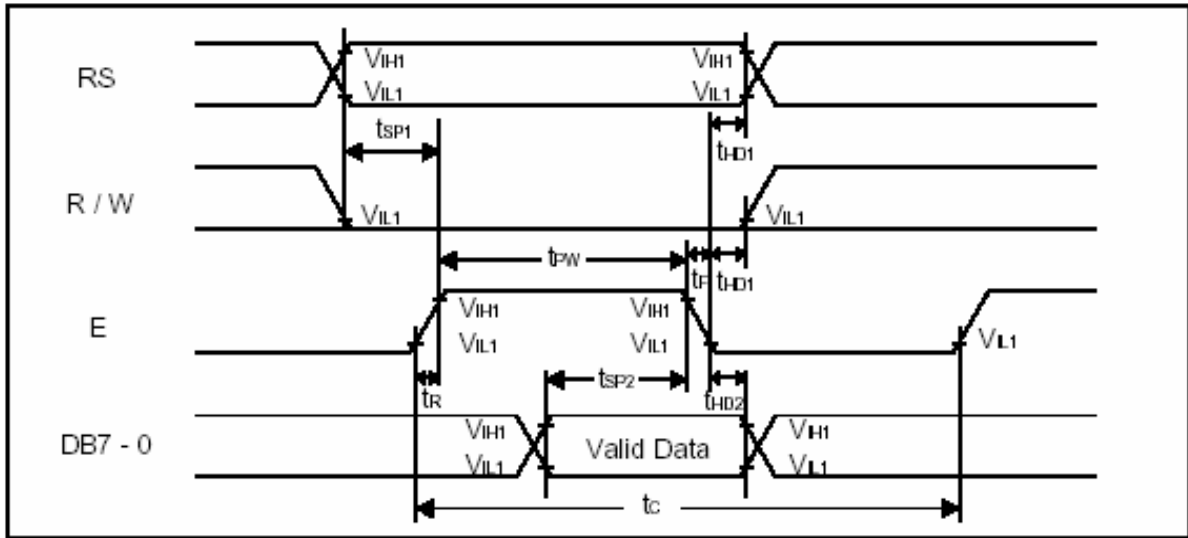 RS
VIH1 VIH1
VIL1 VIL1
tSP1
tHD1
R / W
VIL1 VIL1
tPW tF tHD1
E
VIH1 VIH1
VIL1 VIL1 VIL1
tR tSP2 tHD2
DB7 - 0
VIH1 VIH1
Valid Data
VIL1 VIL1
tC